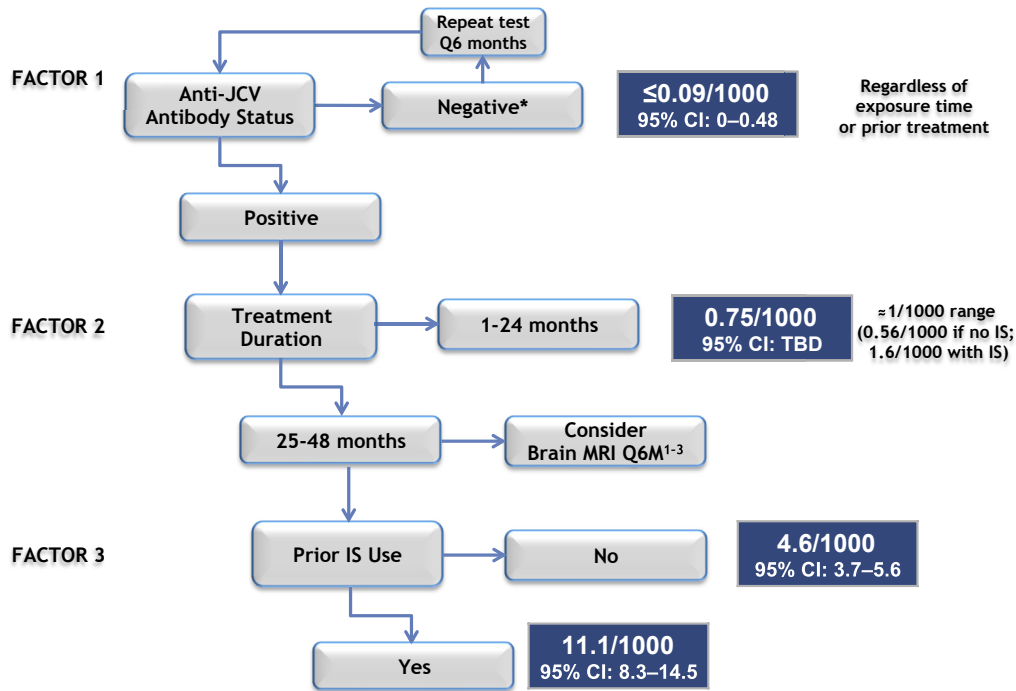 Repeat test
Q6 months
FACTOR 1
Anti-JCV
Antibody Status
Negative*
≤0.09/1000
95% CI: 0–0.48
Regardless of
exposure time
or prior treatment
Positive
FACTOR 2
Treatment
Duration
1-24 months
0.75/1000
95% CI: TBD
≈1/1000 range
(0.56/1000 if no IS;
1.6/1000 with IS)
25-48 months
Consider
Brain MRI Q6M¹⁻³
FACTOR 3
Prior IS Use
No
4.6/1000
95% CI: 3.7–5.6
Yes
11.1/1000
95% CI: 8.3–14.5